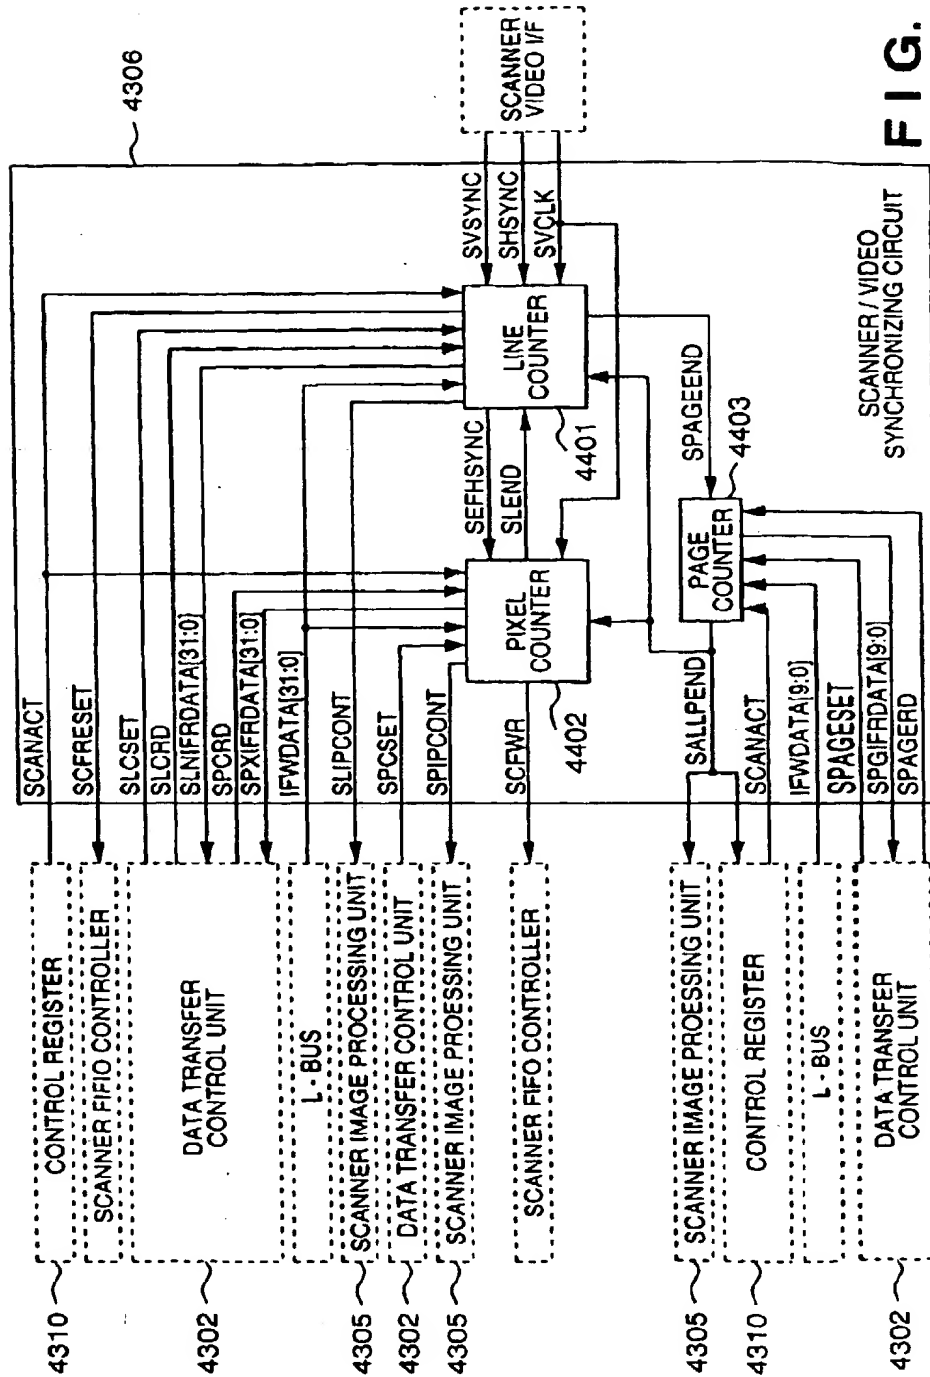 4306
SCANNER
VIDEO I/F
SVSYNC
SHSYNC
SVCLK
LINE
COUNTER
4401
SEFHSYNC
SLEND
PIXEL
COUNTER
4402
SPAGEEND
PAGE
COUNTER
4403
SCANNER / VIDEO
SYNCHRONIZING CIRCUIT
SCANACT
SCFRESET
SLCSET
SLCRD
SLNIFRDATA[31:0]
SPCRD
SPXIFRDATA[31:0]
IFWDATA[31:0]
SLIPCONT
SPCSET
SPIPCONT
SCFWR
SALLPEND
SCANACT
IFWDATA[9:0]
SPAGESET
SPGIFRDATA[9:0]
SPAGERD
CONTROL REGISTER
SCANNER FIFIO CONTROLLER
DATA TRANSFER
CONTROL UNIT
L - BUS
SCANNER IMAGE PROCESSING UNIT
DATA TRANSFER CONTROL UNIT
SCANNER IMAGE PROESSING UNIT
SCANNER FIFO CONTROLLER
SCANNER IMAGE PROESSING UNIT
CONTROL REGISTER
L - BUS
DATA TRANSFER
CONTROL UNIT
4310
4302
4305
4302
4305
4305
4310
4302
FIG.